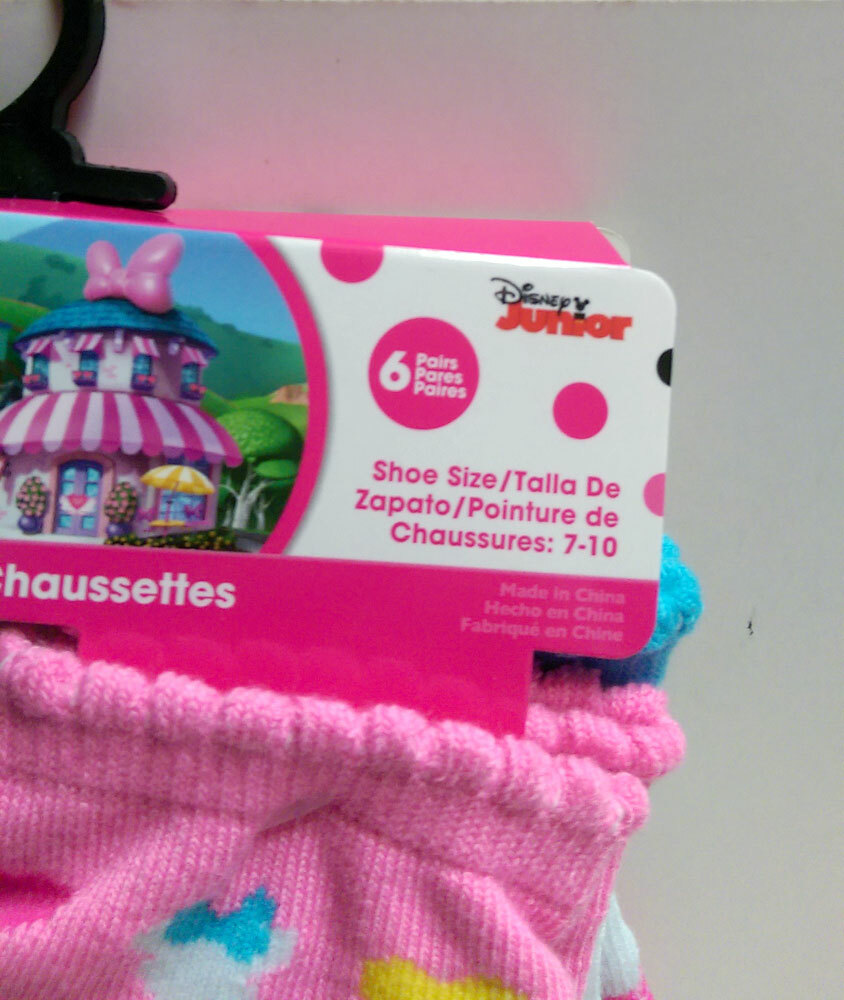 Disney
Junior
6 Pairs
Pares
Paires
Shoe Size/Talla De
Zapato/Pointure de
Chaussures: 7-10
Chaussettes
Made in China
Hecho en China
Fabriqué en Chine